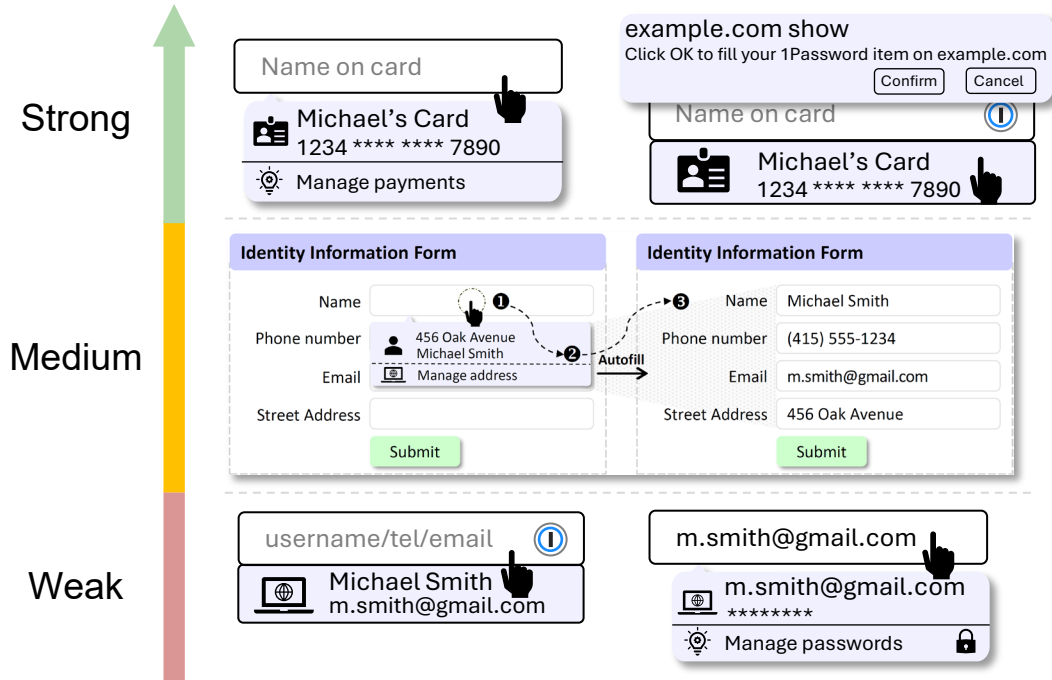 Strong
Name on card
Michael's Card
1234 **** **** 7890
Manage payments
example.com show
Click OK to fill your 1Password item on example.com
Confirm Cancel
Name on card
Michael's Card
1234 **** **** 7890
Medium
Identity Information Form
Name
1
Phone number
456 Oak Avenue
Michael Smith
2
Email
Manage address
Street Address
Submit
Autofill
Identity Information Form
3
Name Michael Smith
Phone number (415) 555-1234
Email m.smith@gmail.com
Street Address 456 Oak Avenue
Submit
Weak
username/tel/email
Michael Smith
m.smith@gmail.com
m.smith@gmail.com
m.smith@gmail.com
********
Manage passwords